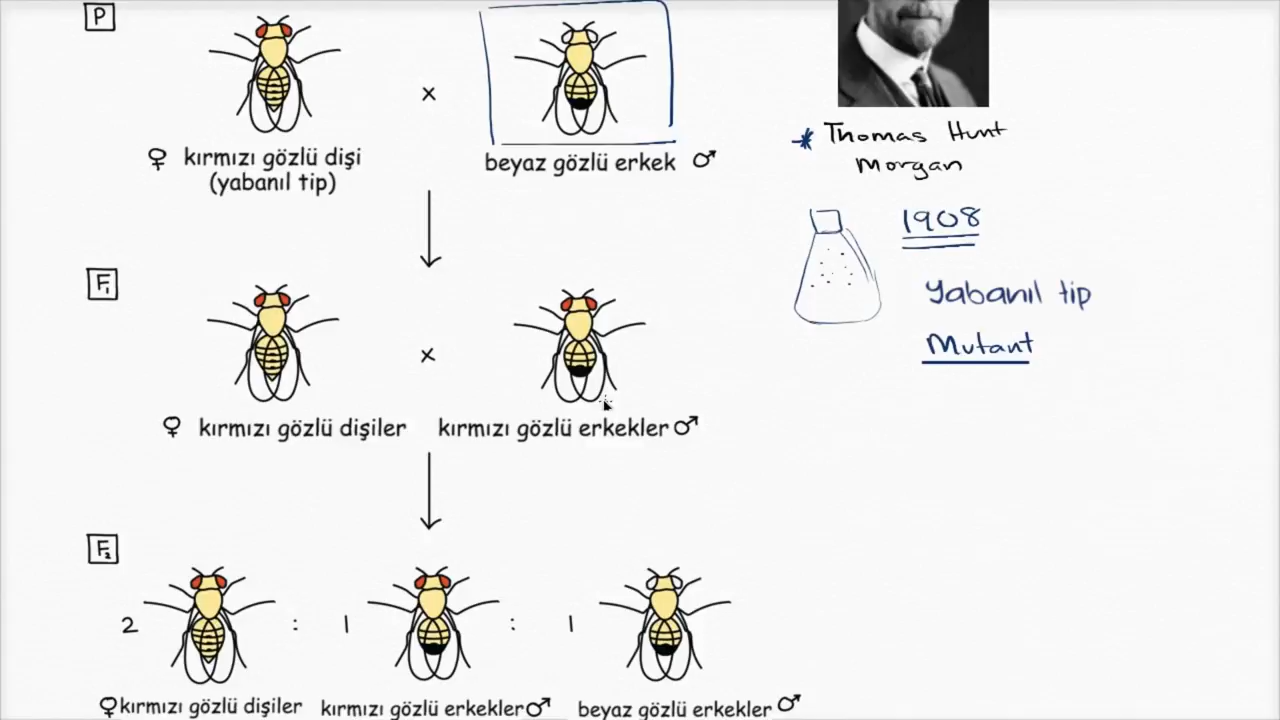 P
♀ kırmızı gözlü dişi
(yabanıl tip)
x
beyaz gözlü erkek ♂
* Thomas Hunt
Morgan
1908
Yabanıl tip
Mutant
F₁
♀ kırmızı gözlü dişiler
x
kırmızı gözlü erkekler ♂
F₂
2 : 1 : 1
♀ kırmızı gözlü dişiler
kırmızı gözlü erkekler ♂
beyaz gözlü erkekler ♂